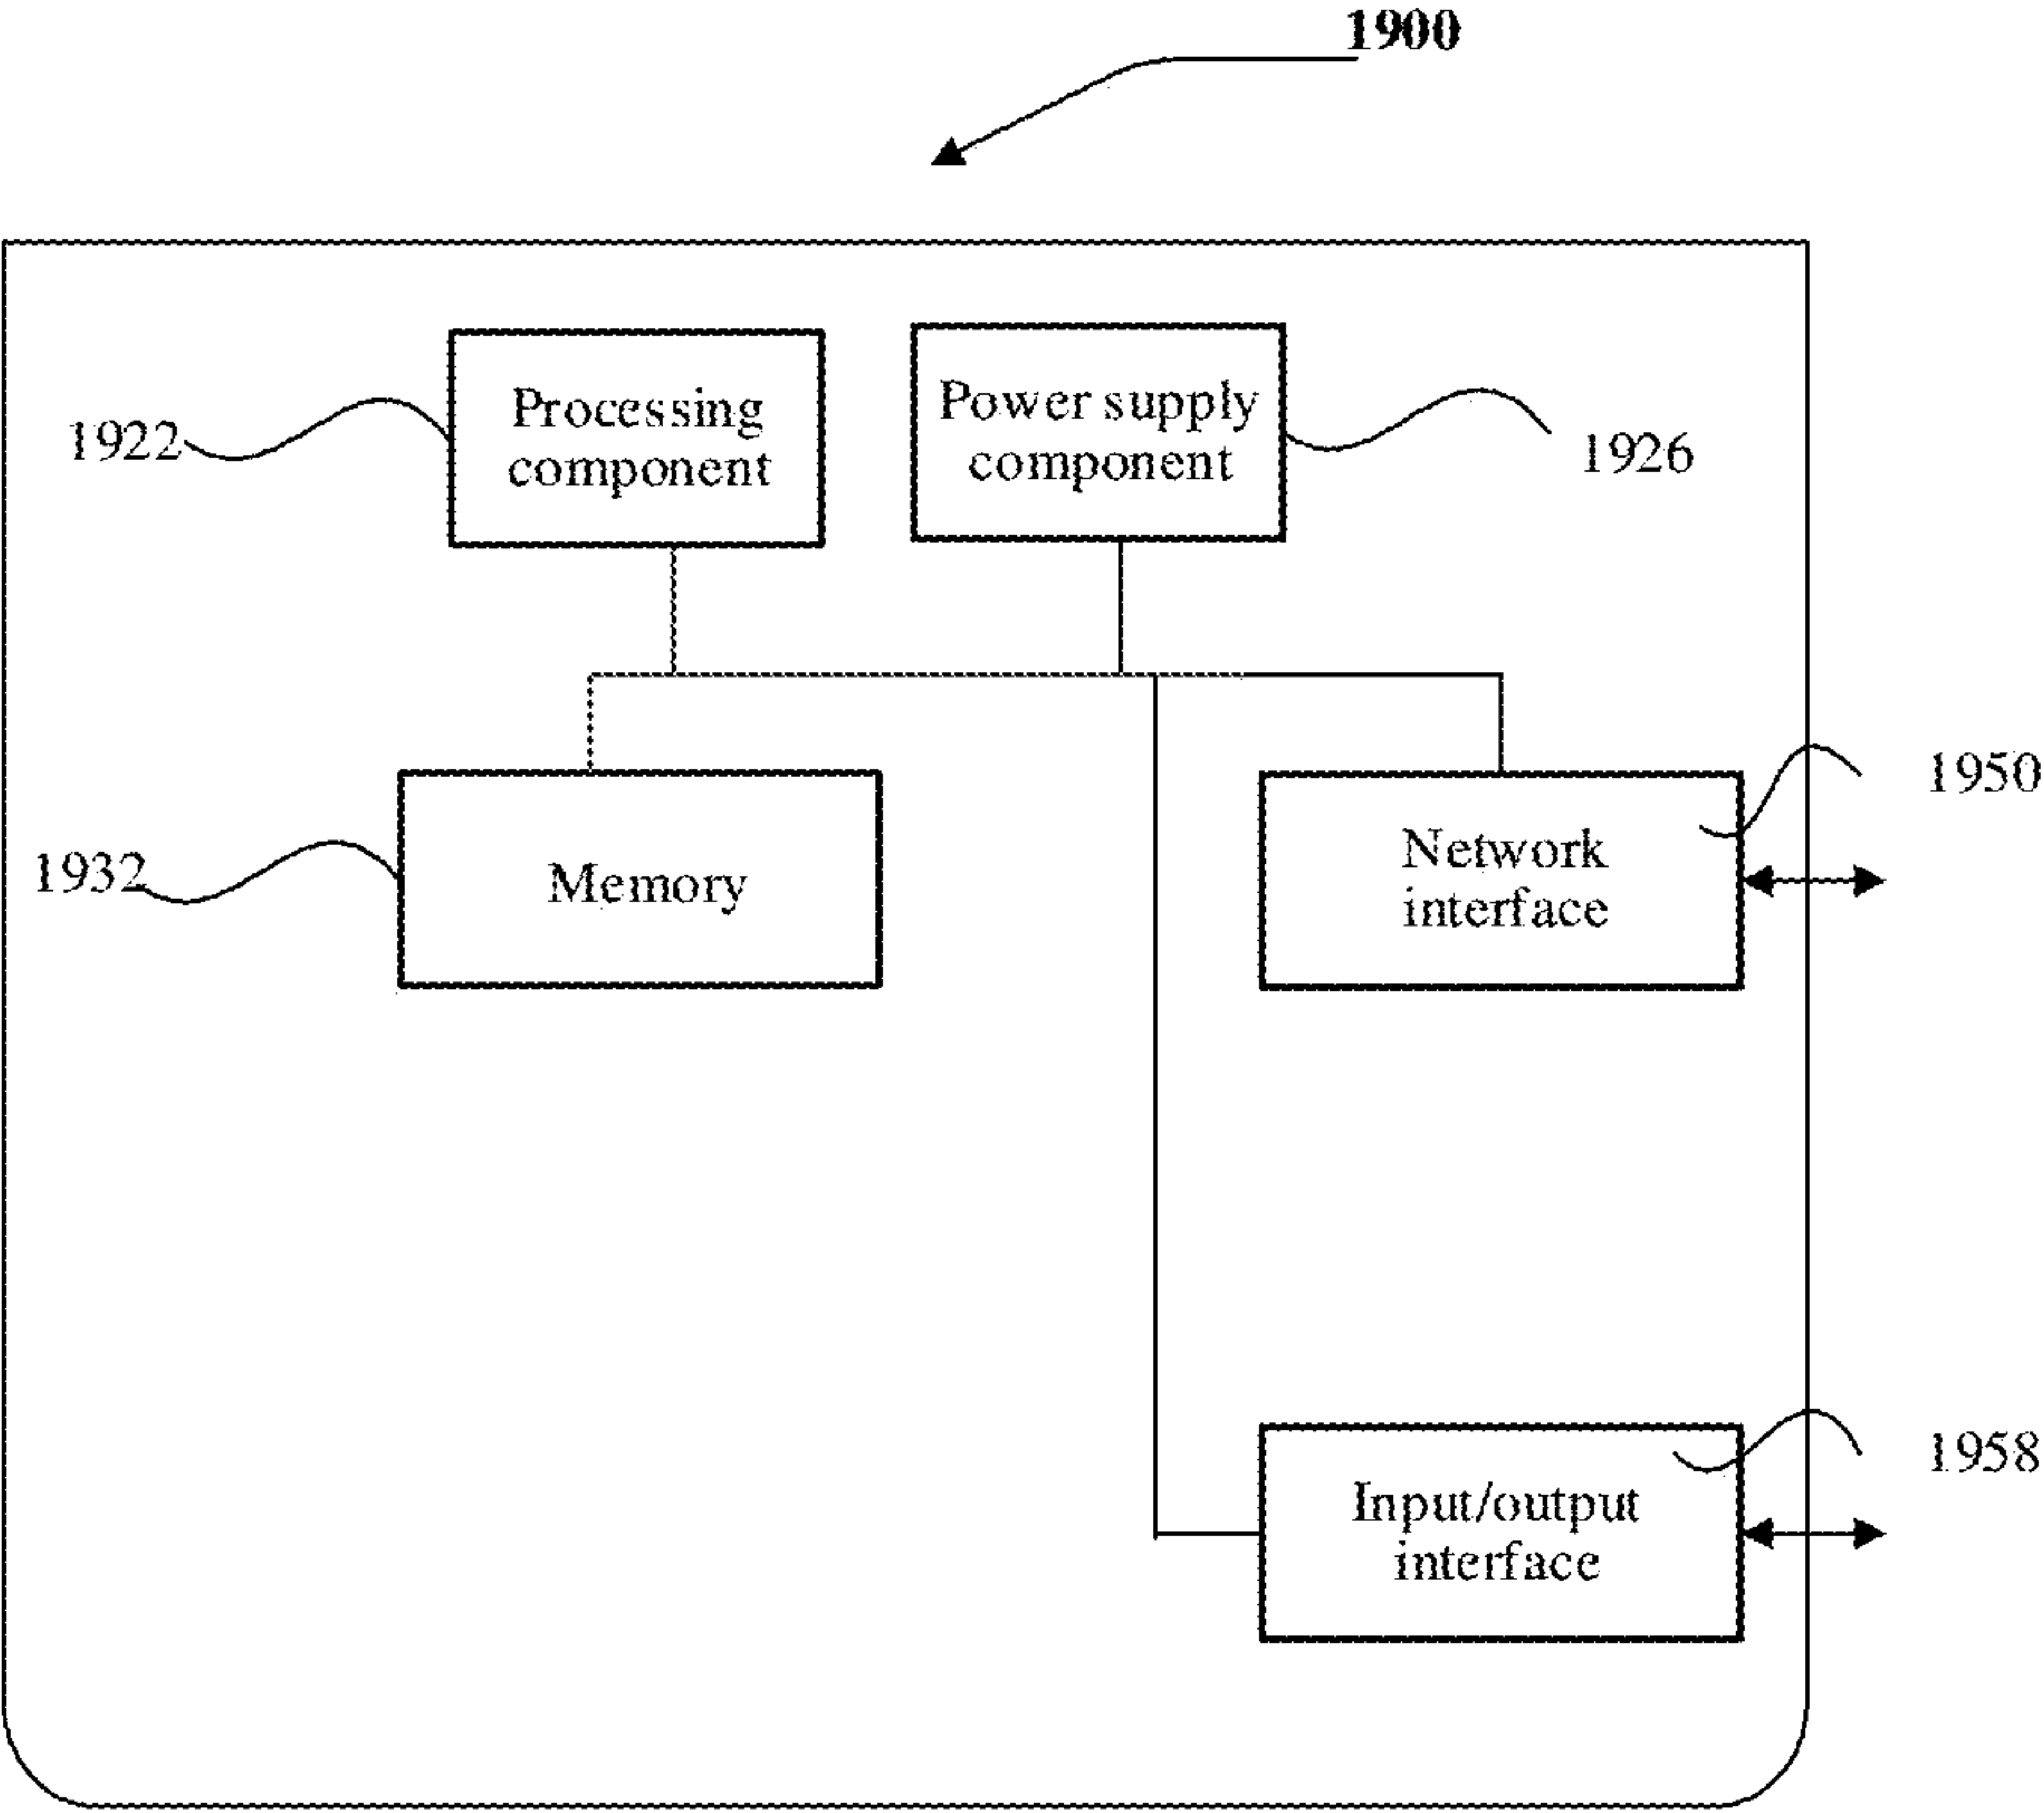 1900
Processing
component
Power supply
component
1922
1926
1950
Network
interface
1932
Memory
1958
Input/output
interface